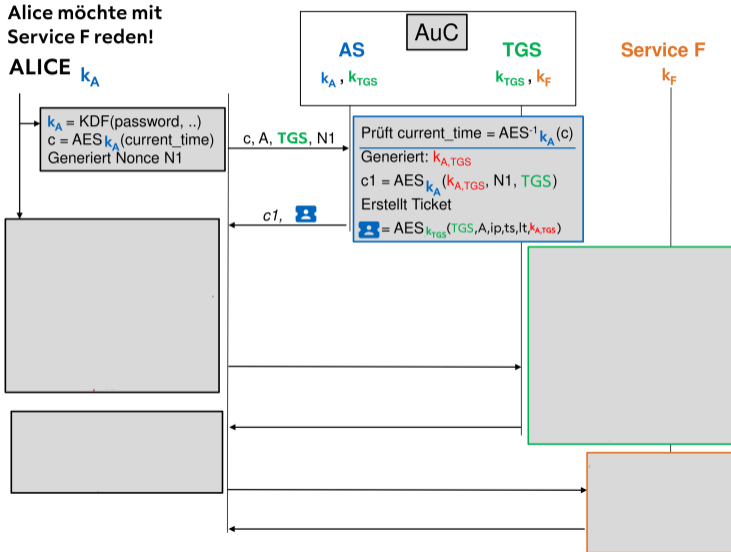 Alice möchte mit
Service F reden!
ALICE kA
AuC
AS
TGS
Service F
kA , kTGS
kTGS, kF
kF
kA = KDF(password, ..)
c = AESkA(current_time)
Generiert Nonce N1
c, A, TGS, N1
Prüft current_time = AES-1kA(c)
Generiert: kA,TGS
c1 = AESkA(kA,TGS, N1, TGS)
Erstellt Ticket
= AESkTGS(TGS,A,ip,ts,lt,kA,TGS)
c1,